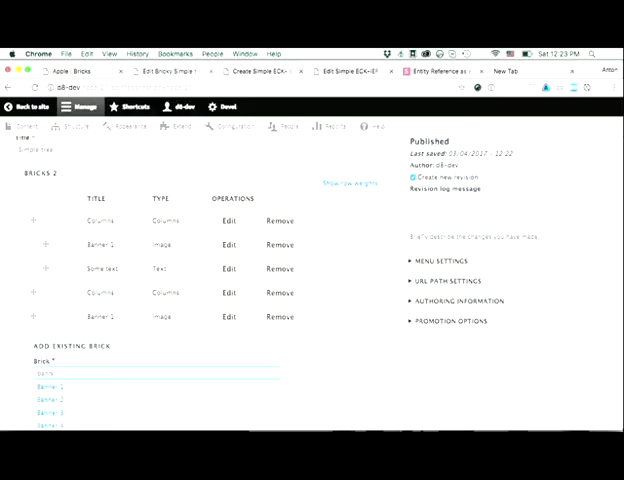 Chrome File Edit View History Bookmarks People Window Help Sat 12:23 PM
Apple : Bricks Edit Bricky Simple Create Simple ECK-IEF Edit Simple ECK-IEF Entity Reference as New Tab Anton
d8-dev
Back to site Manage Shortcuts d8-dev Devel
Content Structure Appearance Extend Configuration People Reports Help
Title *
Simple tree
BRICKS 2
Show row weights
TITLE TYPE OPERATIONS
Columns Columns Edit Remove
Banner 1 Image Edit Remove
Some text Text Edit Remove
Columns Columns Edit Remove
Banner 1 Image Edit Remove
ADD EXISTING BRICK
Brick *
bann
Banner 1
Banner 2
Banner 3
Banner 4
Published
Last saved: 03/04/2017 - 12:22
Author: d8-dev
Create new revision
Revision log message
Briefly describe the changes you have made.
MENU SETTINGS
URL PATH SETTINGS
AUTHORING INFORMATION
PROMOTION OPTIONS